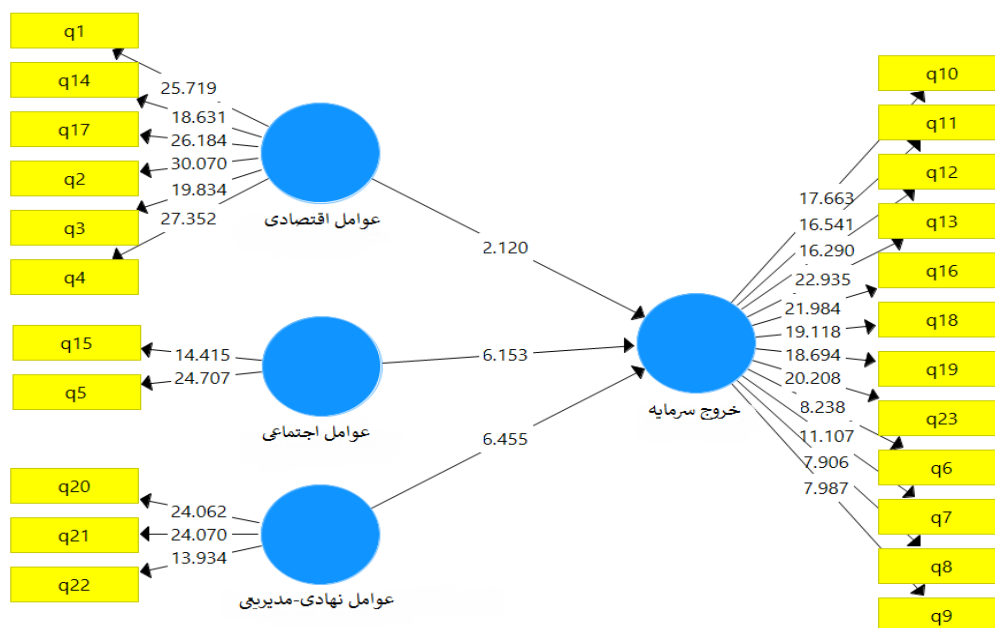 q1
q14
q17
q2
q3
q4
25.719
18.631
26.184
30.070
19.834
27.352
عوامل اقتصادی
2.120
q15
q5
14.415
24.707
عوامل اجتماعی
6.153
q20
q21
q22
24.062
24.070
13.934
عوامل نهادی-مدیریتی
6.455
خروج سرمایه
17.663
16.541
16.290
22.935
21.984
19.118
18.694
20.208
8.238
11.107
7.906
7.987
q10
q11
q12
q13
q16
q18
q19
q23
q6
q7
q8
q9